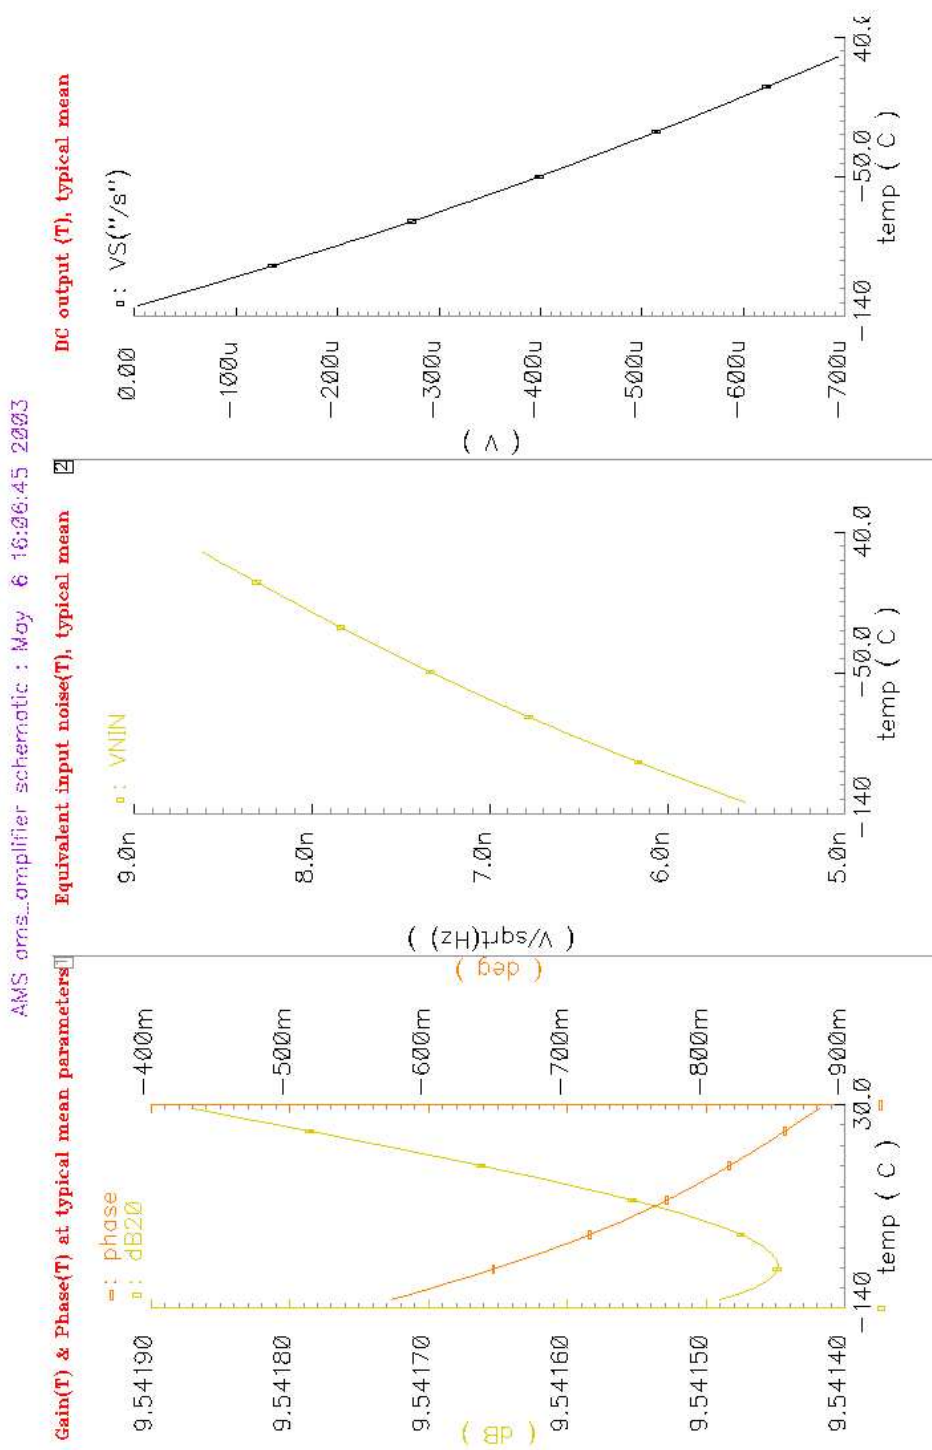 AMS ams_amplifier schematic : May 6 16:06:45 2003
Gain(T) & Phase(T) at typical mean parameters
1
: phase
: dB20
9.54190
9.54180
9.54170
9.54160
9.54150
9.54140
( dB )
-400m
-500m
-600m
-700m
-800m
-900m
( deg )
-140
30.0
temp ( C )
Equivalent input noise(T), typical mean
2
: VNIN
9.0n
8.0n
7.0n
6.0n
5.0n
( V/sqrt(Hz) )
-140
-50.0
40.0
temp ( C )
DC output (T), typical mean
: VS("/s")
0.00
-100u
-200u
-300u
-400u
-500u
-600u
-700u
( V )
-140
-50.0
40.0
temp ( C )